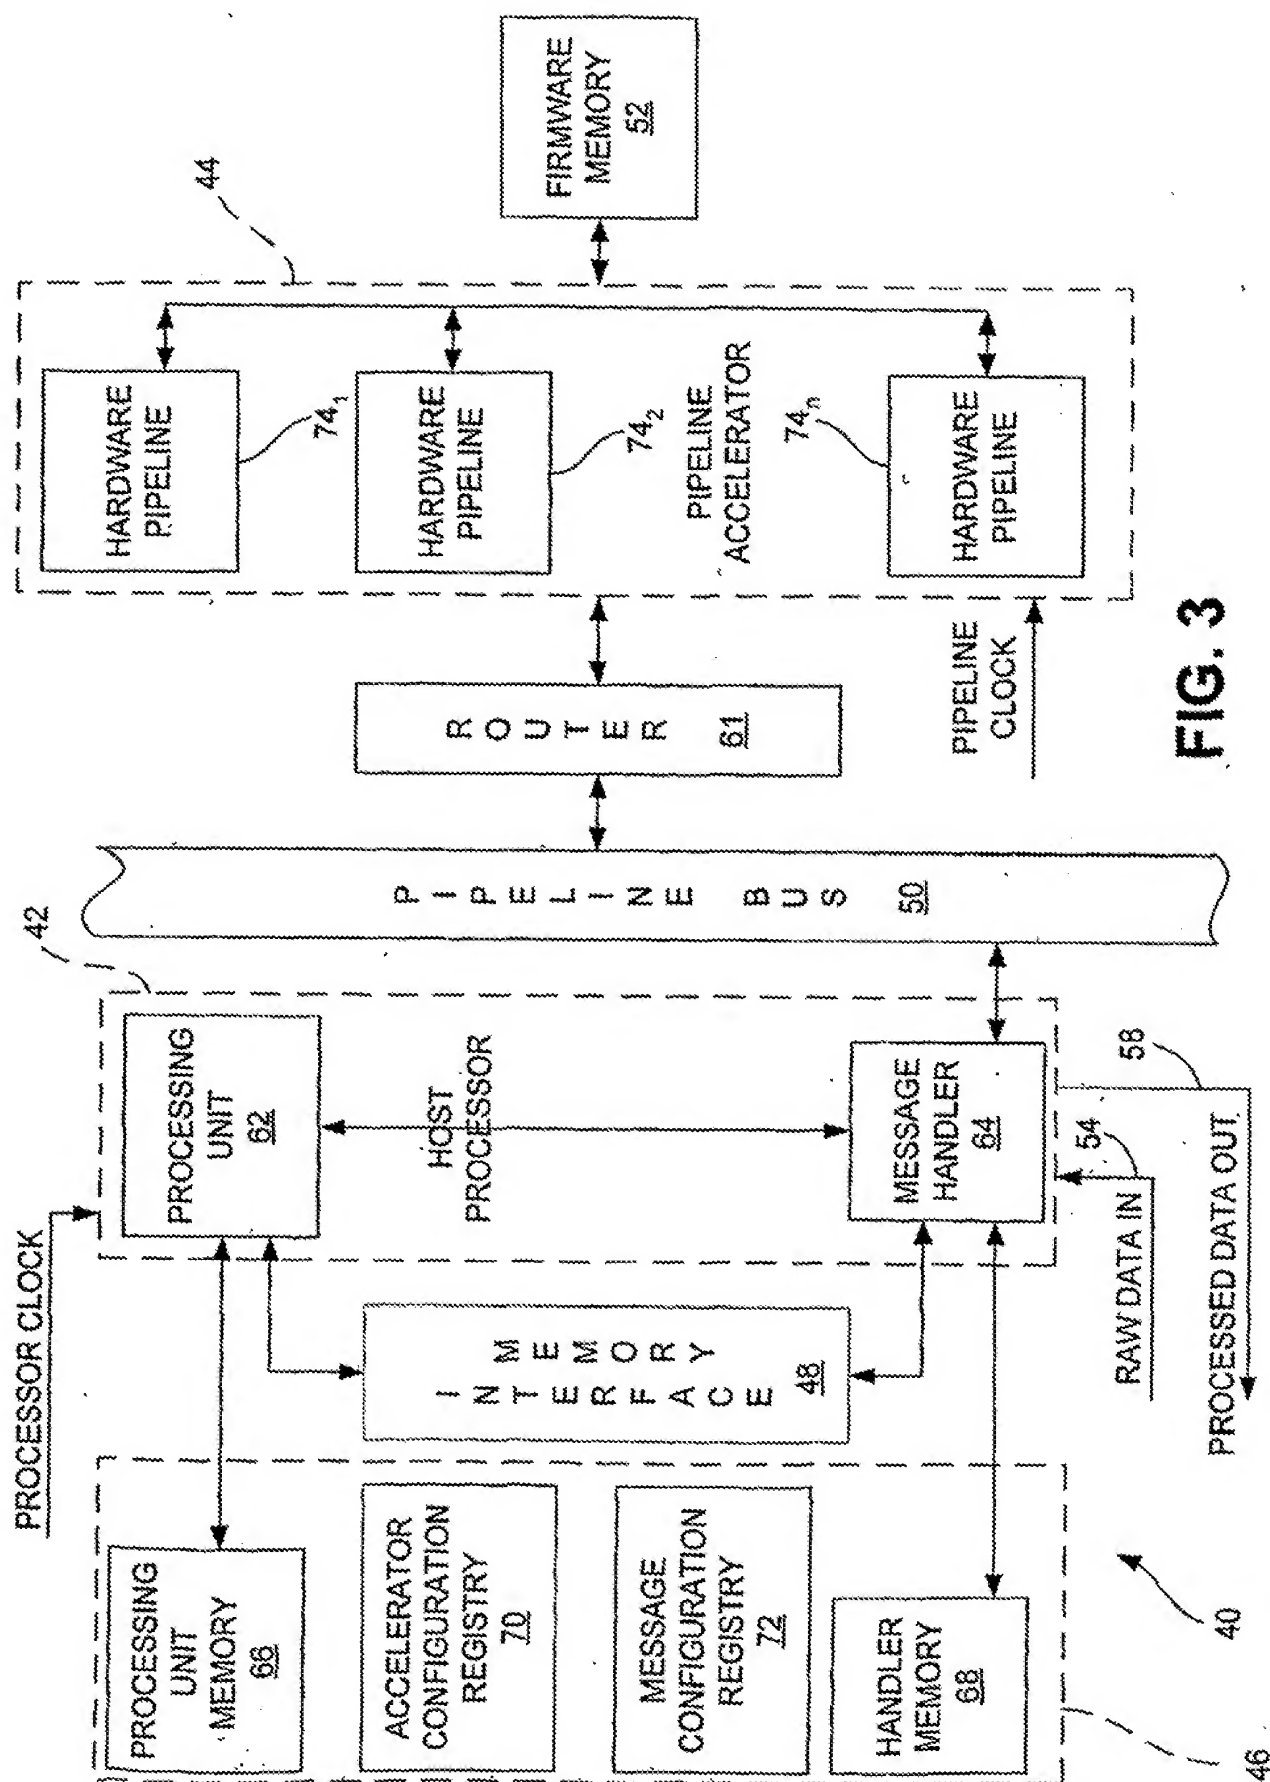 PROCESSOR CLOCK
42
44
PROCESSING
UNIT
MEMORY
66
ACCELERATOR
CONFIGURATION
REGISTRY
70
MESSAGE
CONFIGURATION
REGISTRY
72
HANDLER
MEMORY
68
46
40
MEMORY
INTERFACE
48
PROCESSING
UNIT
62
HOST
PROCESSOR
MESSAGE
HANDLER
64
RAW DATA IN
54
PROCESSED DATA OUT
58
PIPELINE BUS
50
ROUTER
61
PIPELINE
CLOCK
HARDWARE
PIPELINE
74₁
HARDWARE
PIPELINE
74₂
PIPELINE
ACCELERATOR
74ₙ
HARDWARE
PIPELINE
FIRMWARE
MEMORY
52
FIG. 3